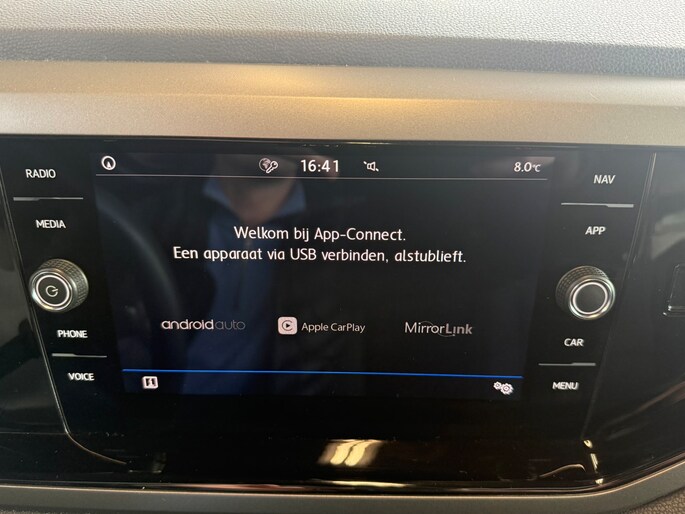 RADIO
MEDIA
PHONE
VOICE
16:41
8.0°C
Welkom bij App-Connect.
Een apparaat via USB verbinden, alstublieft.
androidauto
Apple CarPlay
MirrorLink
NAV
APP
CAR
MENU